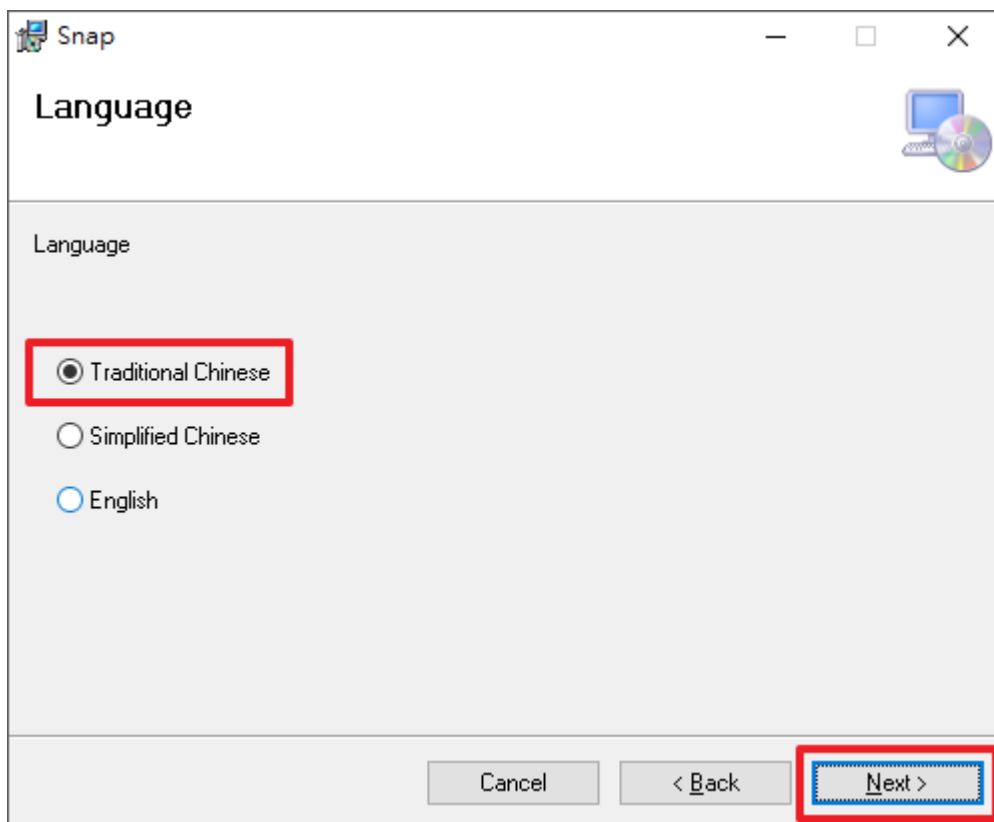 Snap
Language
Language
Traditional Chinese
Simplified Chinese
English
Cancel
< Back
Next >